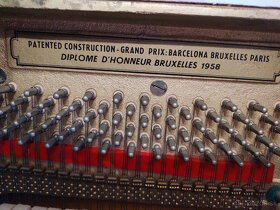 PATENTED CONSTRUCTION - GRAND PRIX: BARCELONA BRUXELLES PARIS
DIPLOME D'HONNEUR BRUXELLES 1958